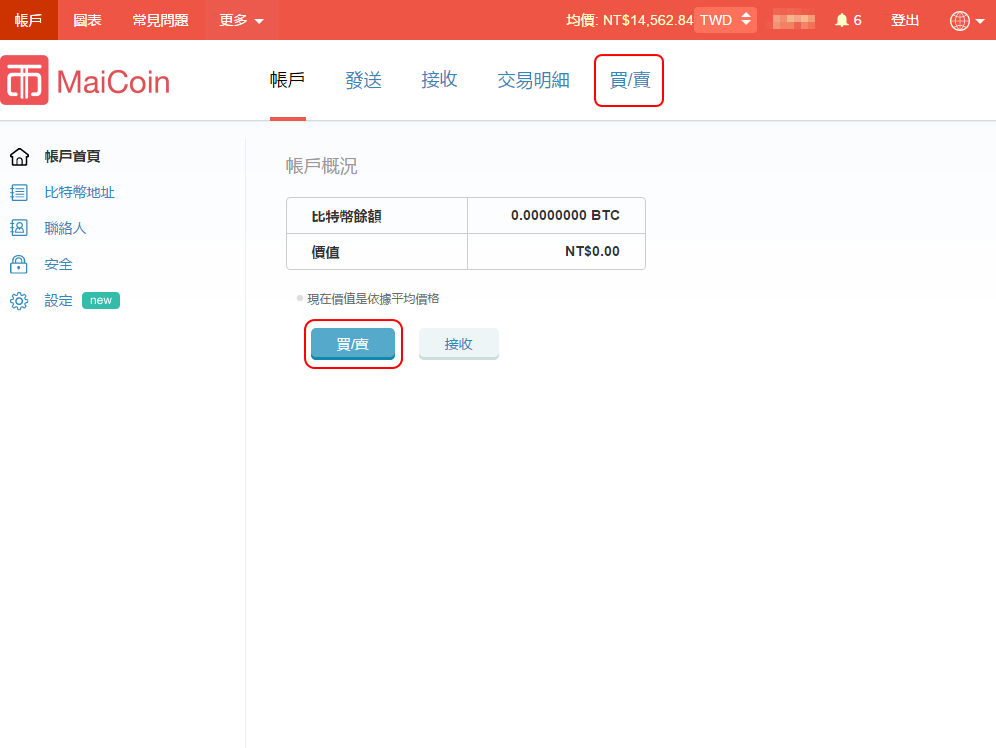 帳戶 圖表 常見問題 更多 均價: NT$14,562.84 TWD 6 登出
MaiCoin 帳戶 發送 接收 交易明細 買/賣
帳戶首頁
比特幣地址
聯絡人
安全
設定 new
帳戶概況
比特幣餘額 0.00000000 BTC
價值 NT$0.00
現在價值是依據平均價格
買/賣 接收